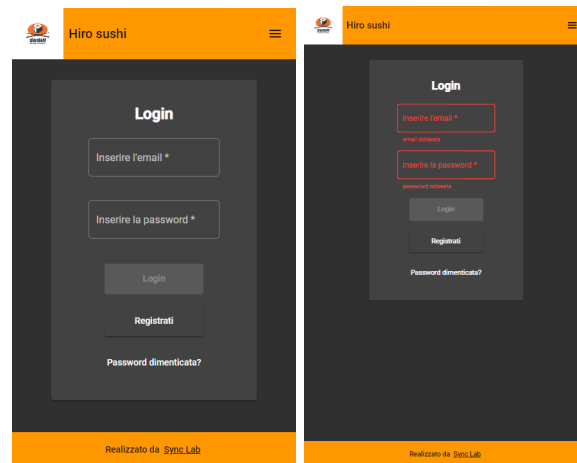 Hiro sushi
Login
Inserire l'email *
Inserire la password *
Login
Registrati
Password dimenticata?
Realizzato da Sync Lab
Hiro sushi
Login
Inserire l'email *
email richiesta
Inserire la password *
password richiesta
Login
Registrati
Password dimenticata?
Realizzato da Sync Lab